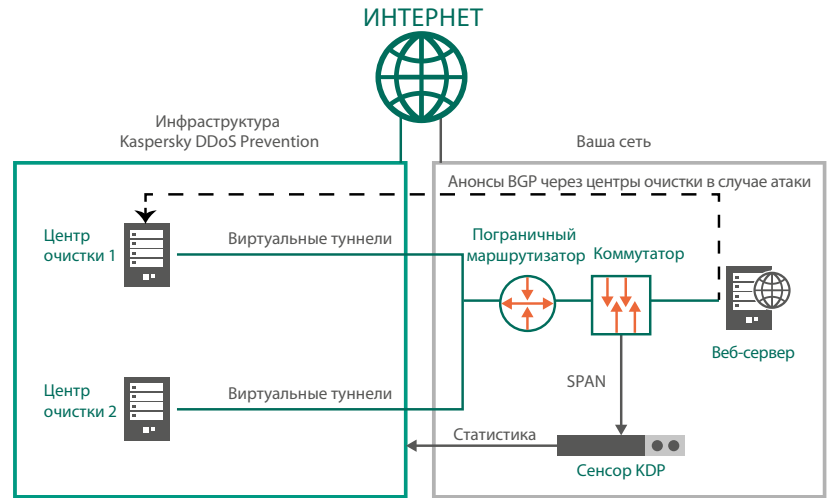 ИНТЕРНЕТ
Инфраструктура
Kaspersky DDoS Prevention
Ваша сеть
Анонсы BGP через центры очистки в случае атаки
Центр
очистки 1
Виртуальные туннели
Пограничный
маршрутизатор
Коммутатор
Веб-сервер
Центр
очистки 2
Виртуальные туннели
SPAN
Статистика
Сенсор KDP